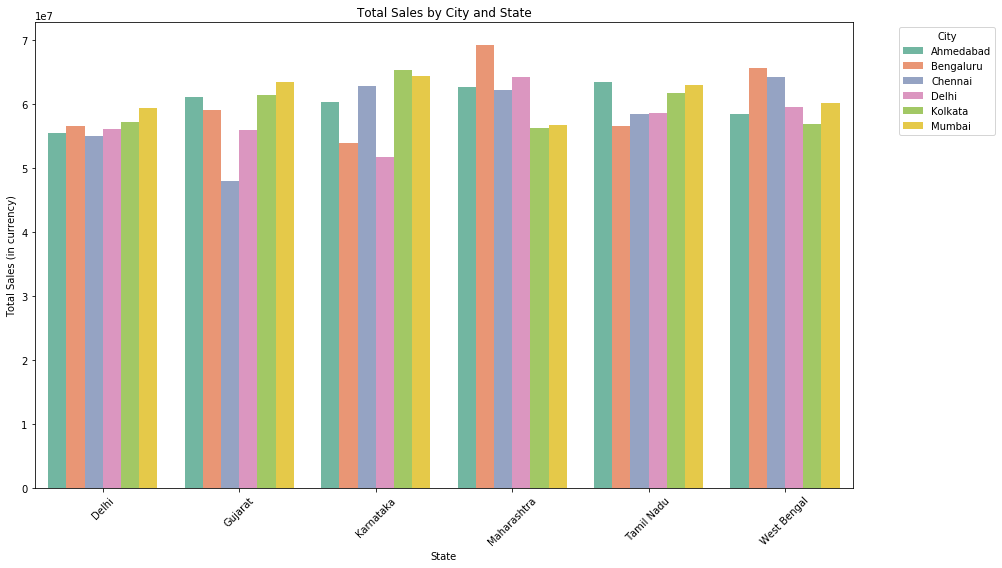 Total Sales by City and State
1e7
7
6
5
4
3
2
1
0
Total Sales (in currency)
Delhi
Gujarat
Karnataka
Maharashtra
Tamil Nadu
West Bengal
State
City
Ahmedabad
Bengaluru
Chennai
Delhi
Kolkata
Mumbai